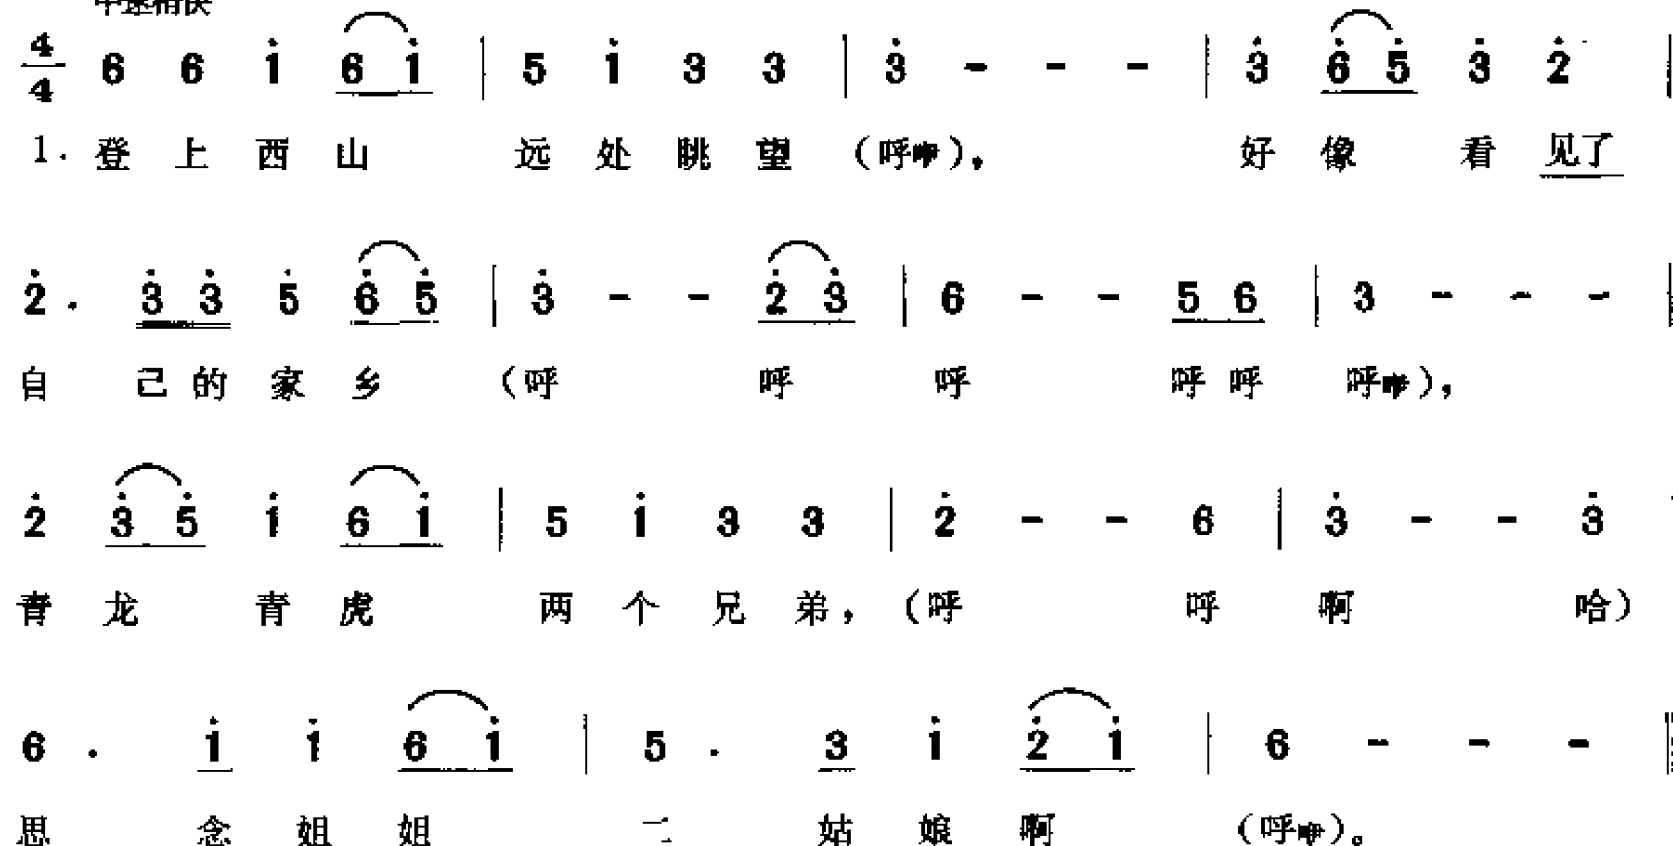 中速稍快
4/4 6 6 i̇ 6 i̇ | 5 i̇ 3 3 | 3̇ - - - | 3̇ 6̇ 5̇ 3̇ 2̇ |
1. 登 上 西 山 远 处 眺 望 (呼咿), 好 像 看 见了
2̇ . 3̇ 3̇ 5̇ 6̇ 5̇ | 3̇ - - 2̇ 3̇ | 6 - - 5 6 | 3 - - - |
自 己 的 家 乡 (呼 呼 呼 呼 呼 呼咿),
2̇ 3̇ 5̇ i̇ 6 i̇ | 5 i̇ 3 3 | 2̇ - - 6 | 3̇ - - 3̇
青 龙 青 虎 两 个 兄 弟, (呼 呼 啊 哈)
6 . i̇ i̇ 6 i̇ | 5 . 3 i̇ 2̇ i̇ | 6 - - -
思 念 姐 姐 二 姑 娘 啊 (呼咿)。